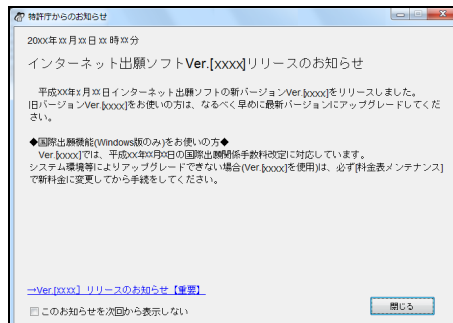 特許庁からのお知らせ
20xx年xx月xx日xx時xx分
インターネット出願ソフトVer.[xxxx]リリースのお知らせ
平成xx年x月xx日インターネット出願ソフトの新バージョンVer.[xxxx]をリリースしました。
旧バージョンVer.[xxxx]をお使いの方は、なるべく早めに最新バージョンにアップグレードしてくだ
さい。
◆国際出願機能(Windows版のみ)をお使いの方◆
Ver.[xxxx]では、平成xx年xx月xx日の国際出願関係手数料改定に対応しています。
システム環境等によりアップグレードできない場合(Ver.[xxxx]を使用)は、必ず[料金表メンテナンス]
で新料金に変更してから手続をしてください。
→Ver.[xxxx] リリースのお知らせ【重要】
このお知らせを次回から表示しない
閉じる